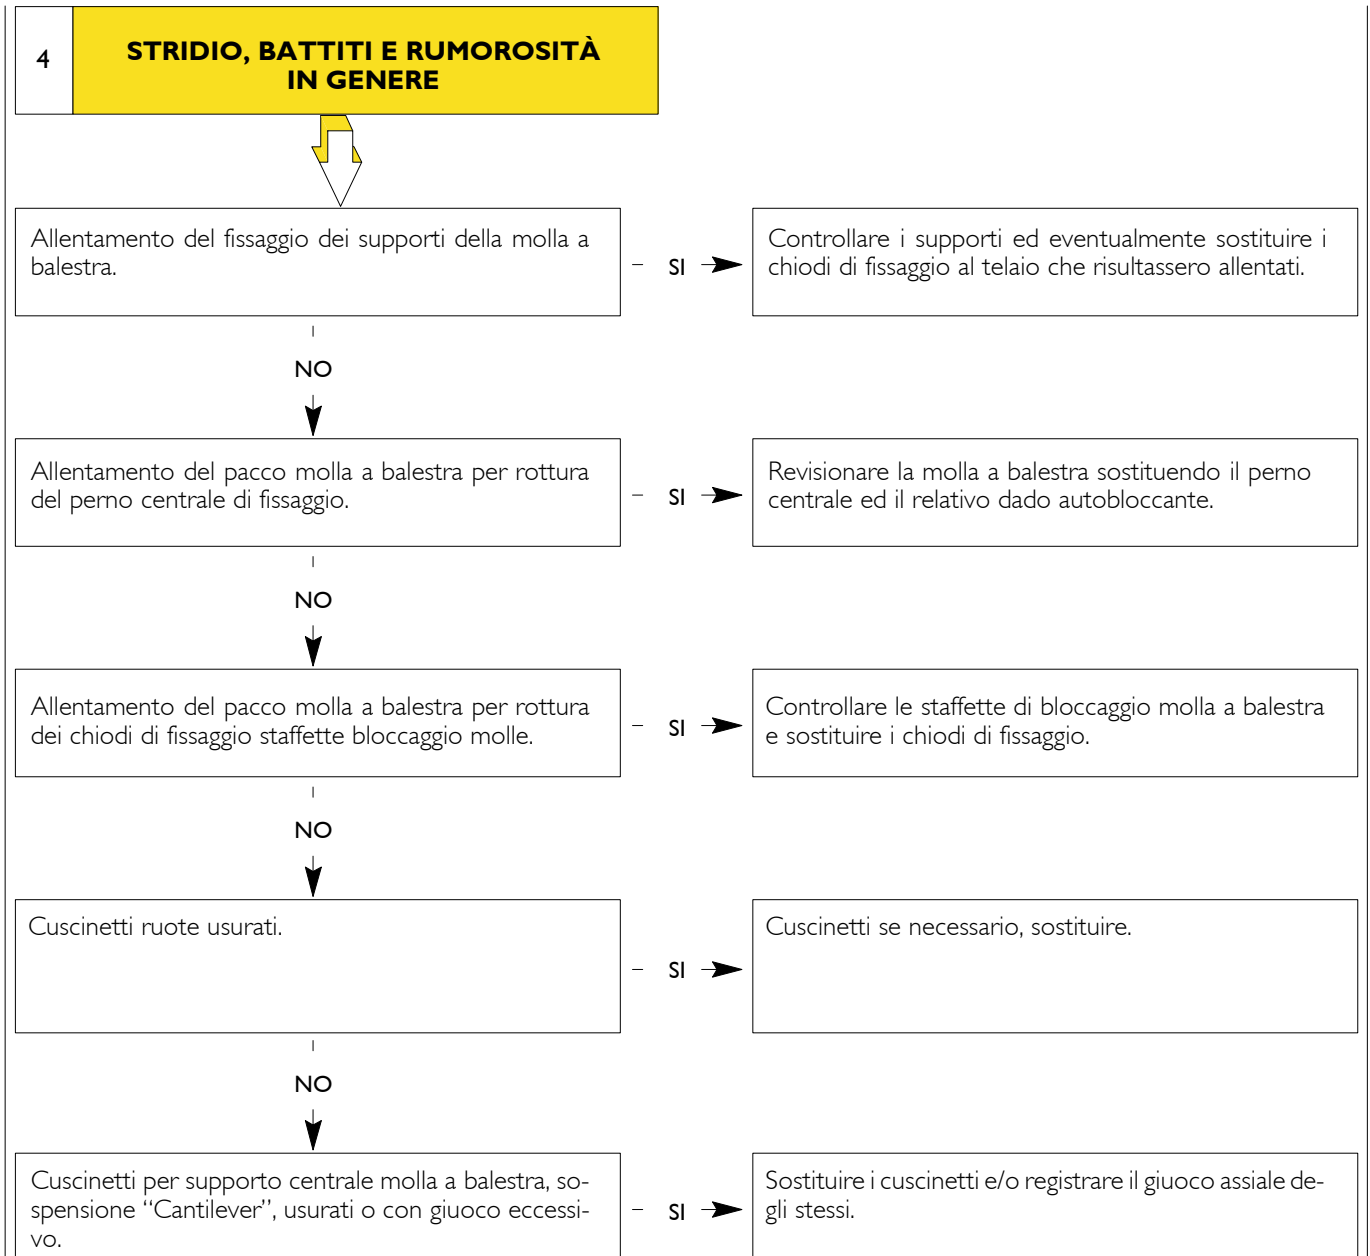 4
STRIDIO, BATTITI E RUMOROSITÀ
IN GENERE
Allentamento del fissaggio dei supporti della molla a
balestra.
SI
Controllare i supporti ed eventualmente sostituire i
chiodi di fissaggio al telaio che risultassero allentati.
NO
Allentamento del pacco molla a balestra per rottura
del perno centrale di fissaggio.
SI
Revisionare la molla a balestra sostituendo il perno
centrale ed il relativo dado autobloccante.
NO
Allentamento del pacco molla a balestra per rottura
dei chiodi di fissaggio staffette bloccaggio molle.
SI
Controllare le staffette di bloccaggio molla a balestra
e sostituire i chiodi di fissaggio.
NO
Cuscinetti ruote usurati.
SI
Cuscinetti se necessario, sostituire.
NO
Cuscinetti per supporto centrale molla a balestra, so-
spensione “Cantilever”, usurati o con giuoco eccessi-
vo.
SI
Sostituire i cuscinetti e/o registrare il giuoco assiale de-
gli stessi.